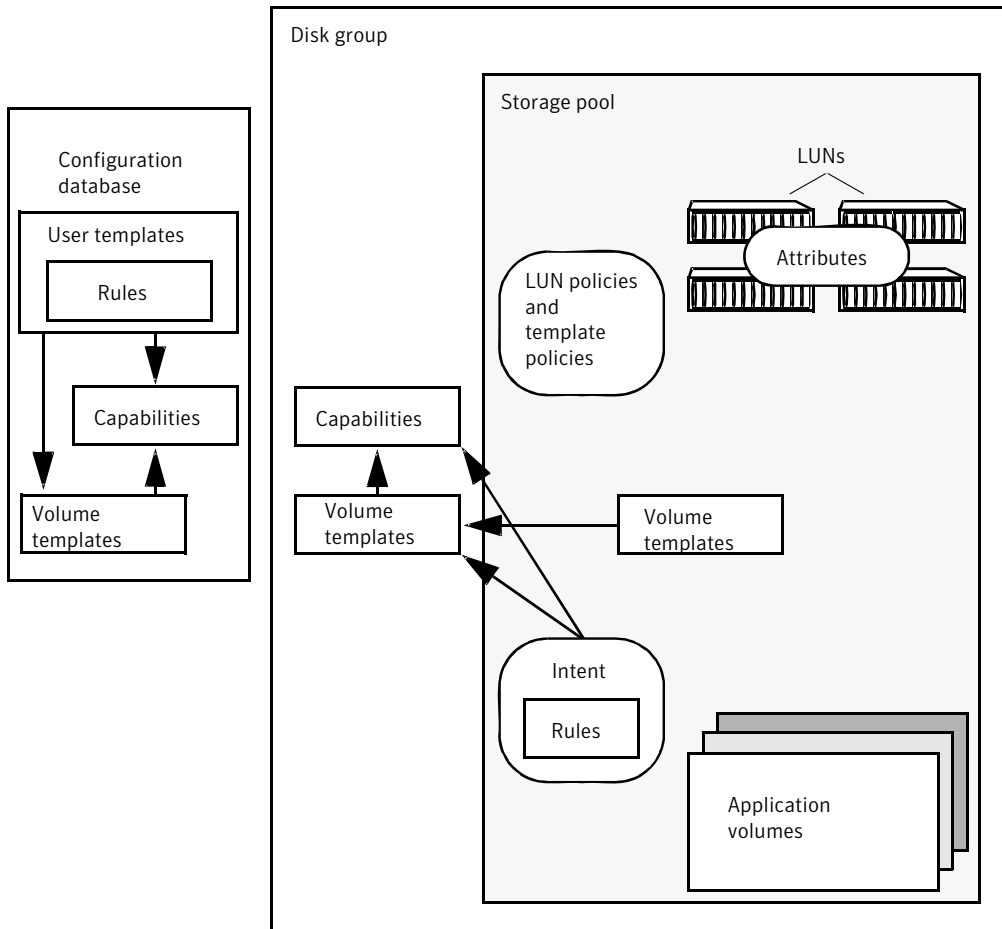 Disk group
Storage pool
Configuration
database
User templates
Rules
Capabilities
Volume
templates
LUNs
Attributes
LUN policies
and
template
policies
Capabilities
Volume
templates
Volume
templates
Intent
Rules
Application
volumes